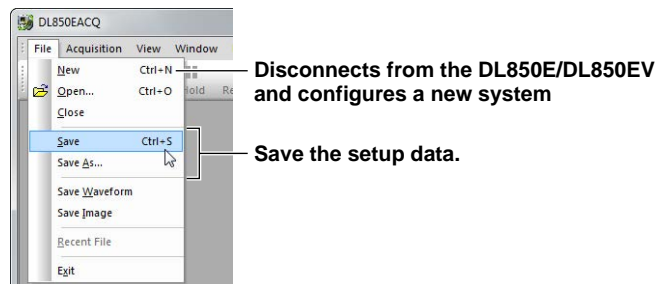 DL850EACQ
File Acquisition View Window
New Ctrl+N
Open... Ctrl+O
Hold
Close
Save Ctrl+S
Save As...
Save Waveform
Save Image
Recent File
Exit
Disconnects from the DL850E/DL850EV
and configures a new system
Save the setup data.